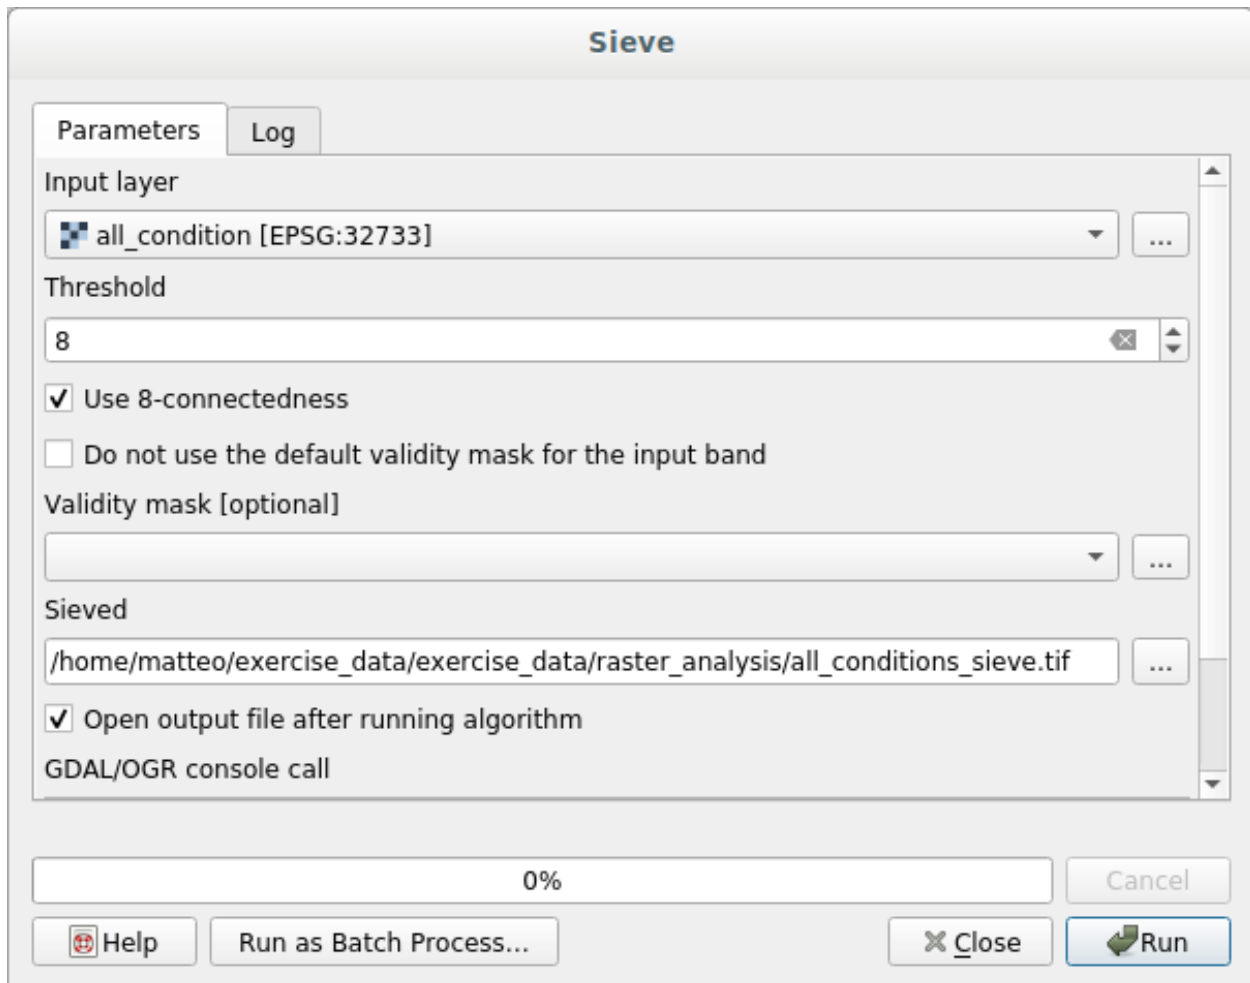 Sieve
Parameters
Log
Input layer
all_condition [EPSG:32733]
...
Threshold
8
Use 8-connectedness
Do not use the default validity mask for the input band
Validity mask [optional]
...
Sieved
/home/matteo/exercise_data/exercise_data/raster_analysis/all_conditions_sieve.tif
...
Open output file after running algorithm
GDAL/OGR console call
0%
Cancel
Help
Run as Batch Process...
Close
Run